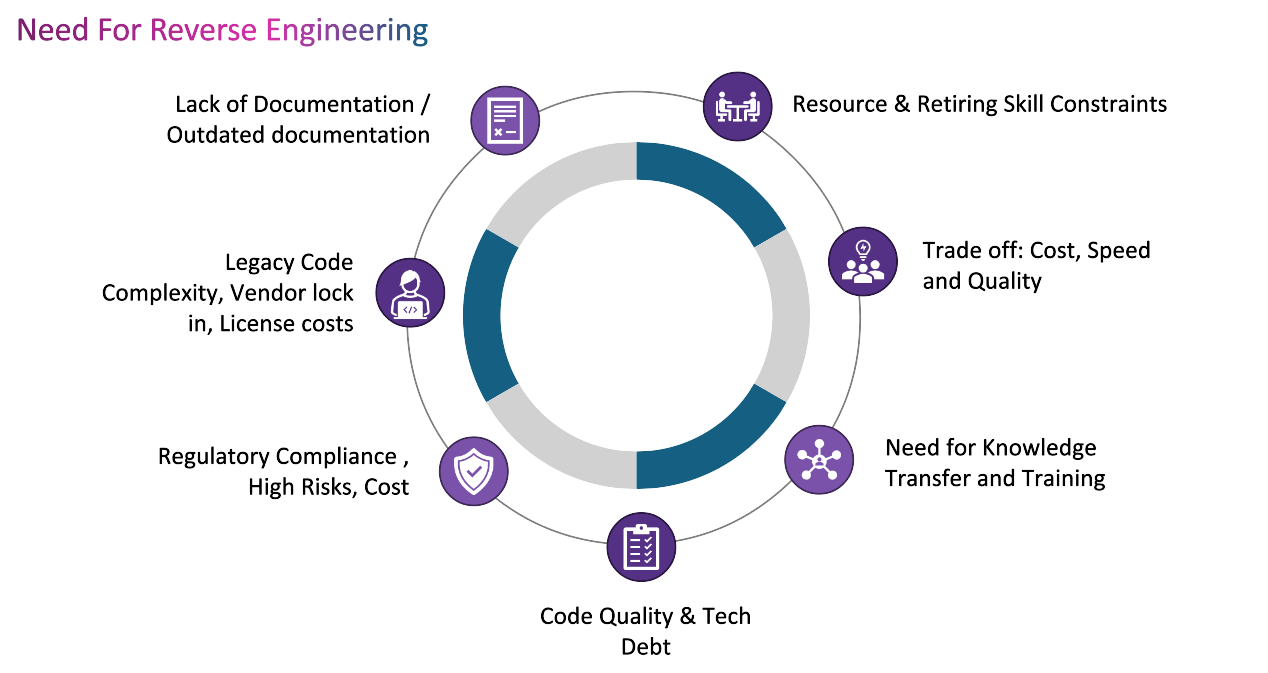 Need For Reverse Engineering
Lack of Documentation /
Outdated documentation
Resource & Retiring Skill Constraints
Legacy Code
Complexity, Vendor lock
in, License costs
Trade off: Cost, Speed
and Quality
Regulatory Compliance ,
High Risks, Cost
Need for Knowledge
Transfer and Training
Code Quality & Tech
Debt